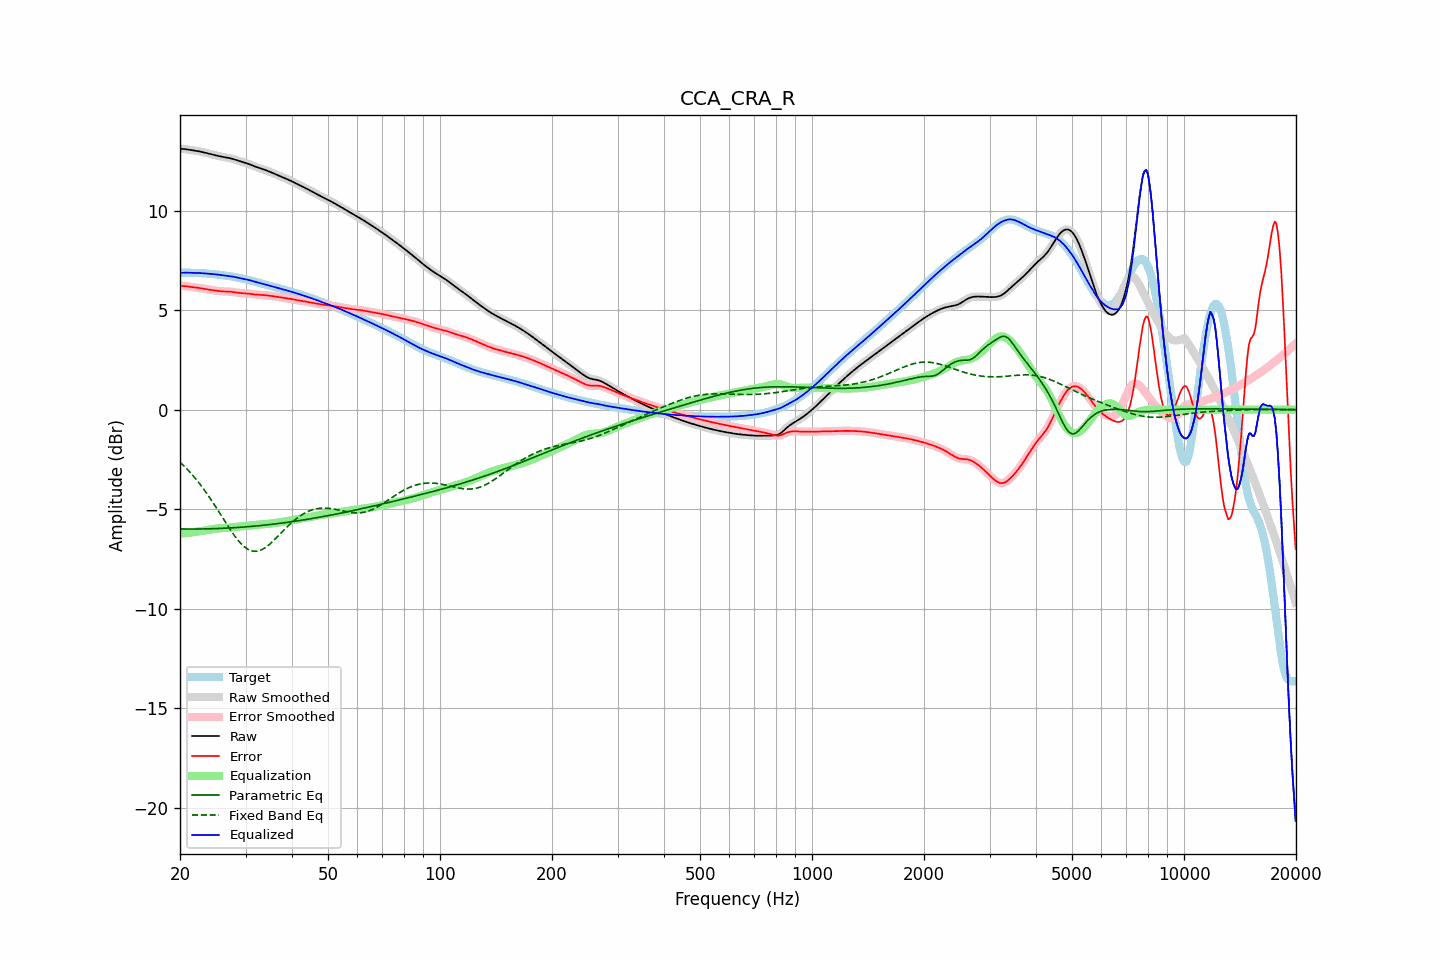 CCA_CRA_R
Amplitude (dBr)
10
5
0
−5
−10
−15
−20
Target
Raw Smoothed
Error Smoothed
Raw
Error
Equalization
Parametric Eq
Fixed Band Eq
Equalized
20 50 100 200 500 1000 2000 5000 10000 20000
Frequency (Hz)